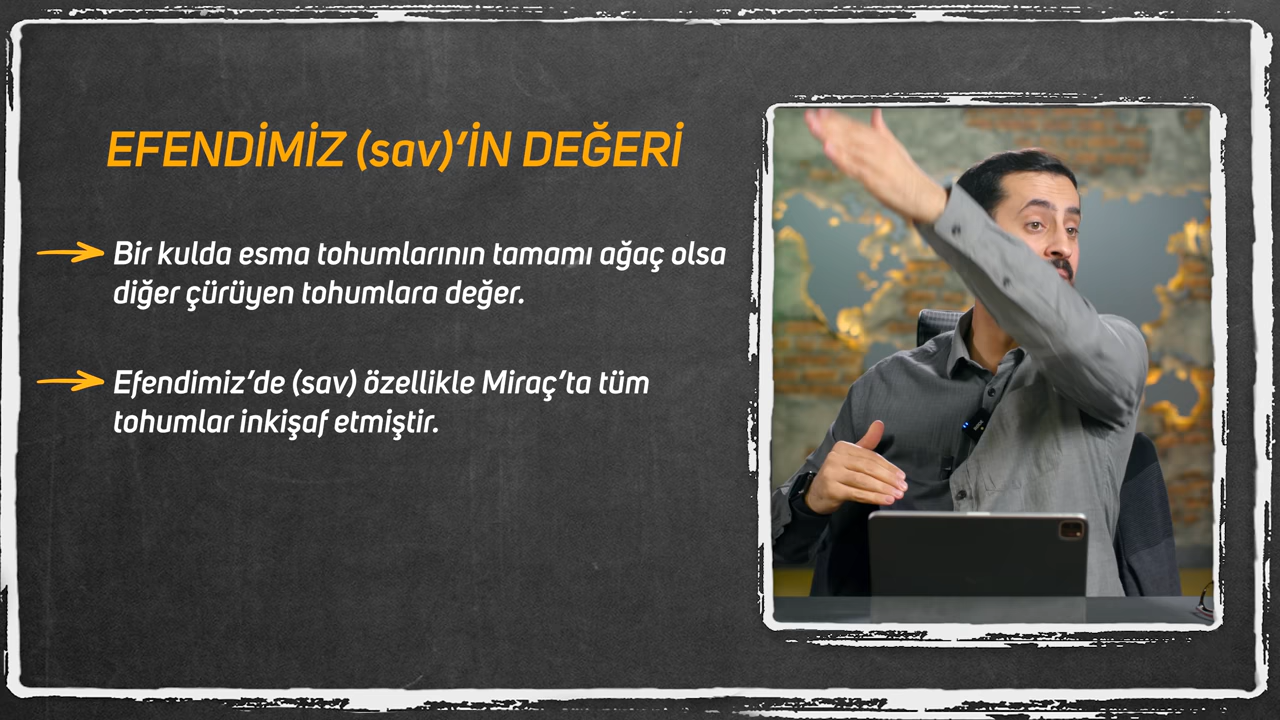 EFENDİMİZ (sav)’İN DEĞERİ
Bir kulda esma tohumlarının tamamı ağaç olsa
diğer çürüyen tohumlara değer.
Efendimiz’de (sav) özellikle Miraç’ta tüm
tohumlar inkişaf etmiştir.